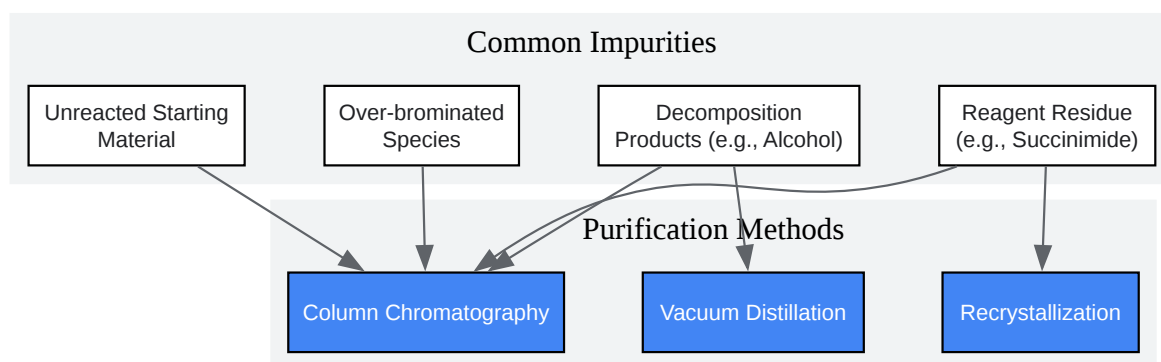 Common Impurities
Unreacted Starting
Material
Over-brominated
Species
Decomposition
Products (e.g., Alcohol)
Reagent Residue
(e.g., Succinimide)
Purification Methods
Column Chromatography
Vacuum Distillation
Recrystallization